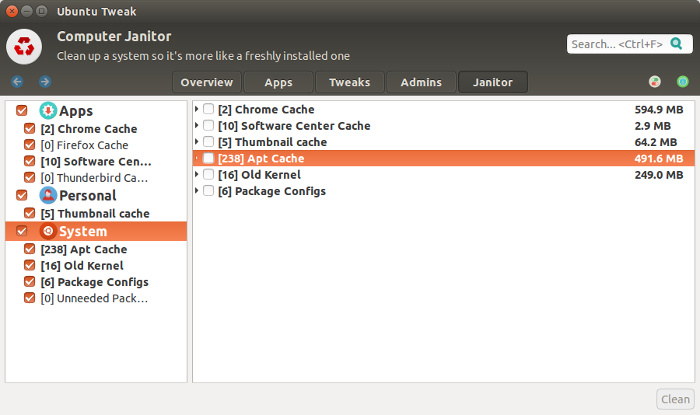 Ubuntu Tweak
Computer Janitor
Clean up a system so it's more like a freshly installed one
Search... <Ctrl+F>
Overview
Apps
Tweaks
Admins
Janitor
Apps
[2] Chrome Cache
[0] Firefox Cache
[10] Software Cen...
[0] Thunderbird Ca...
Personal
[5] Thumbnail cache
System
[238] Apt Cache
[16] Old Kernel
[6] Package Configs
[0] Unneeded Pack...
[2] Chrome Cache 594.9 MB
[10] Software Center Cache 2.9 MB
[5] Thumbnail cache 64.2 MB
[238] Apt Cache 491.6 MB
[16] Old Kernel 249.0 MB
[6] Package Configs
Clean